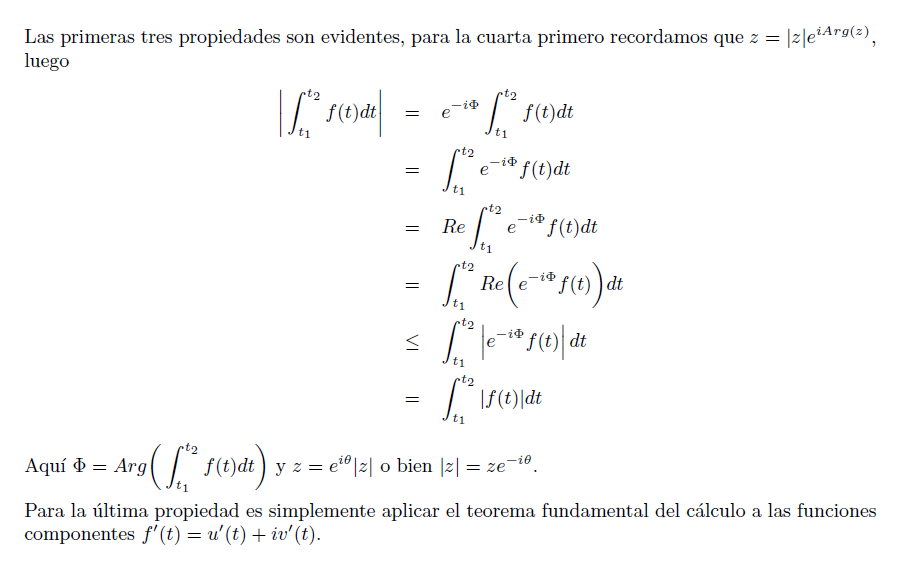 Las primeras tres propiedades son evidentes, para la cuarta primero recordamos que $z = |z|e^{iArg(z)}$,
luego
$\left|\int_{t_1}^{t_2} f(t)dt\right| = e^{-i\Phi} \int_{t_1}^{t_2} f(t)dt$
$= \int_{t_1}^{t_2} e^{-i\Phi} f(t)dt$
$= Re \int_{t_1}^{t_2} e^{-i\Phi} f(t)dt$
$= \int_{t_1}^{t_2} Re\left(e^{-i\Phi} f(t)\right)dt$
$\leq \int_{t_1}^{t_2} \left|e^{-i\Phi} f(t)\right| dt$
$= \int_{t_1}^{t_2} |f(t)|dt$
Aquí $\Phi = Arg\left(\int_{t_1}^{t_2} f(t)dt\right)$ y $z = e^{i\theta}|z|$ o bien $|z| = ze^{-i\theta}$.
Para la última propiedad es simplemente aplicar el teorema fundamental del cálculo a las funciones
componentes $f'(t) = u'(t) + iv'(t)$.